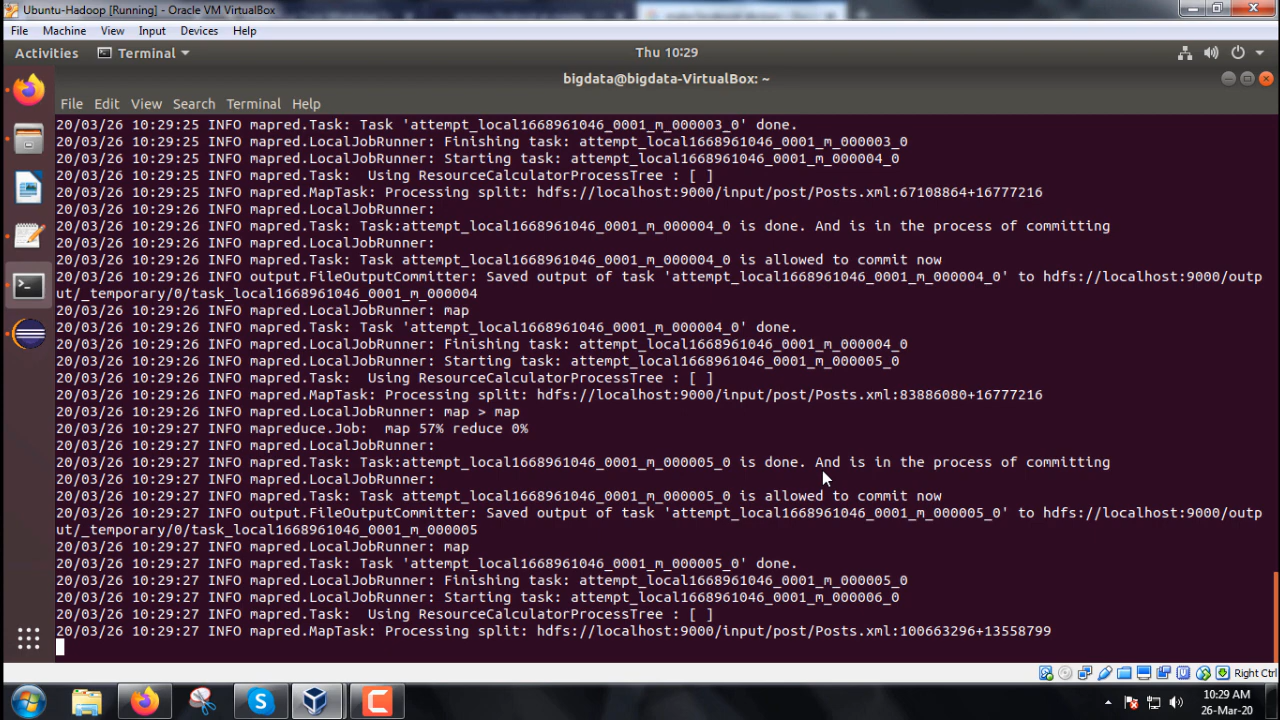 Ubuntu-Hadoop [Running] - Oracle VM VirtualBox
File Machine View Input Devices Help
Activities Terminal Thu 10:29
bigdata@bigdata-VirtualBox: ~
File Edit View Search Terminal Help
20/03/26 10:29:25 INFO mapred.Task: Task 'attempt_local1668961046_0001_m_000003_0' done.
20/03/26 10:29:25 INFO mapred.LocalJobRunner: Finishing task: attempt_local1668961046_0001_m_000003_0
20/03/26 10:29:25 INFO mapred.LocalJobRunner: Starting task: attempt_local1668961046_0001_m_000004_0
20/03/26 10:29:25 INFO mapred.Task:  Using ResourceCalculatorProcessTree : [ ]
20/03/26 10:29:25 INFO mapred.MapTask: Processing split: hdfs://localhost:9000/input/post/Posts.xml:67108864+16777216
20/03/26 10:29:26 INFO mapred.LocalJobRunner:
20/03/26 10:29:26 INFO mapred.Task: Task:attempt_local1668961046_0001_m_000004_0 is done. And is in the process of committing
20/03/26 10:29:26 INFO mapred.LocalJobRunner:
20/03/26 10:29:26 INFO mapred.Task: Task attempt_local1668961046_0001_m_000004_0 is allowed to commit now
20/03/26 10:29:26 INFO output.FileOutputCommitter: Saved output of task 'attempt_local1668961046_0001_m_000004_0' to hdfs://localhost:9000/outp
ut/_temporary/0/task_local1668961046_0001_m_000004
20/03/26 10:29:26 INFO mapred.LocalJobRunner: map
20/03/26 10:29:26 INFO mapred.Task: Task 'attempt_local1668961046_0001_m_000004_0' done.
20/03/26 10:29:26 INFO mapred.LocalJobRunner: Finishing task: attempt_local1668961046_0001_m_000004_0
20/03/26 10:29:26 INFO mapred.LocalJobRunner: Starting task: attempt_local1668961046_0001_m_000005_0
20/03/26 10:29:26 INFO mapred.Task:  Using ResourceCalculatorProcessTree : [ ]
20/03/26 10:29:26 INFO mapred.MapTask: Processing split: hdfs://localhost:9000/input/post/Posts.xml:83886080+16777216
20/03/26 10:29:26 INFO mapred.LocalJobRunner: map > map
20/03/26 10:29:27 INFO mapreduce.Job:  map 57% reduce 0%
20/03/26 10:29:27 INFO mapred.LocalJobRunner:
20/03/26 10:29:27 INFO mapred.Task: Task:attempt_local1668961046_0001_m_000005_0 is done. And is in the process of committing
20/03/26 10:29:27 INFO mapred.LocalJobRunner:
20/03/26 10:29:27 INFO mapred.Task: Task attempt_local1668961046_0001_m_000005_0 is allowed to commit now
20/03/26 10:29:27 INFO output.FileOutputCommitter: Saved output of task 'attempt_local1668961046_0001_m_000005_0' to hdfs://localhost:9000/outp
ut/_temporary/0/task_local1668961046_0001_m_000005
20/03/26 10:29:27 INFO mapred.LocalJobRunner: map
20/03/26 10:29:27 INFO mapred.Task: Task 'attempt_local1668961046_0001_m_000005_0' done.
20/03/26 10:29:27 INFO mapred.LocalJobRunner: Finishing task: attempt_local1668961046_0001_m_000005_0
20/03/26 10:29:27 INFO mapred.LocalJobRunner: Starting task: attempt_local1668961046_0001_m_000006_0
20/03/26 10:29:27 INFO mapred.Task:  Using ResourceCalculatorProcessTree : [ ]
20/03/26 10:29:27 INFO mapred.MapTask: Processing split: hdfs://localhost:9000/input/post/Posts.xml:100663296+13558799
Right Ctrl
10:29 AM
26-Mar-20